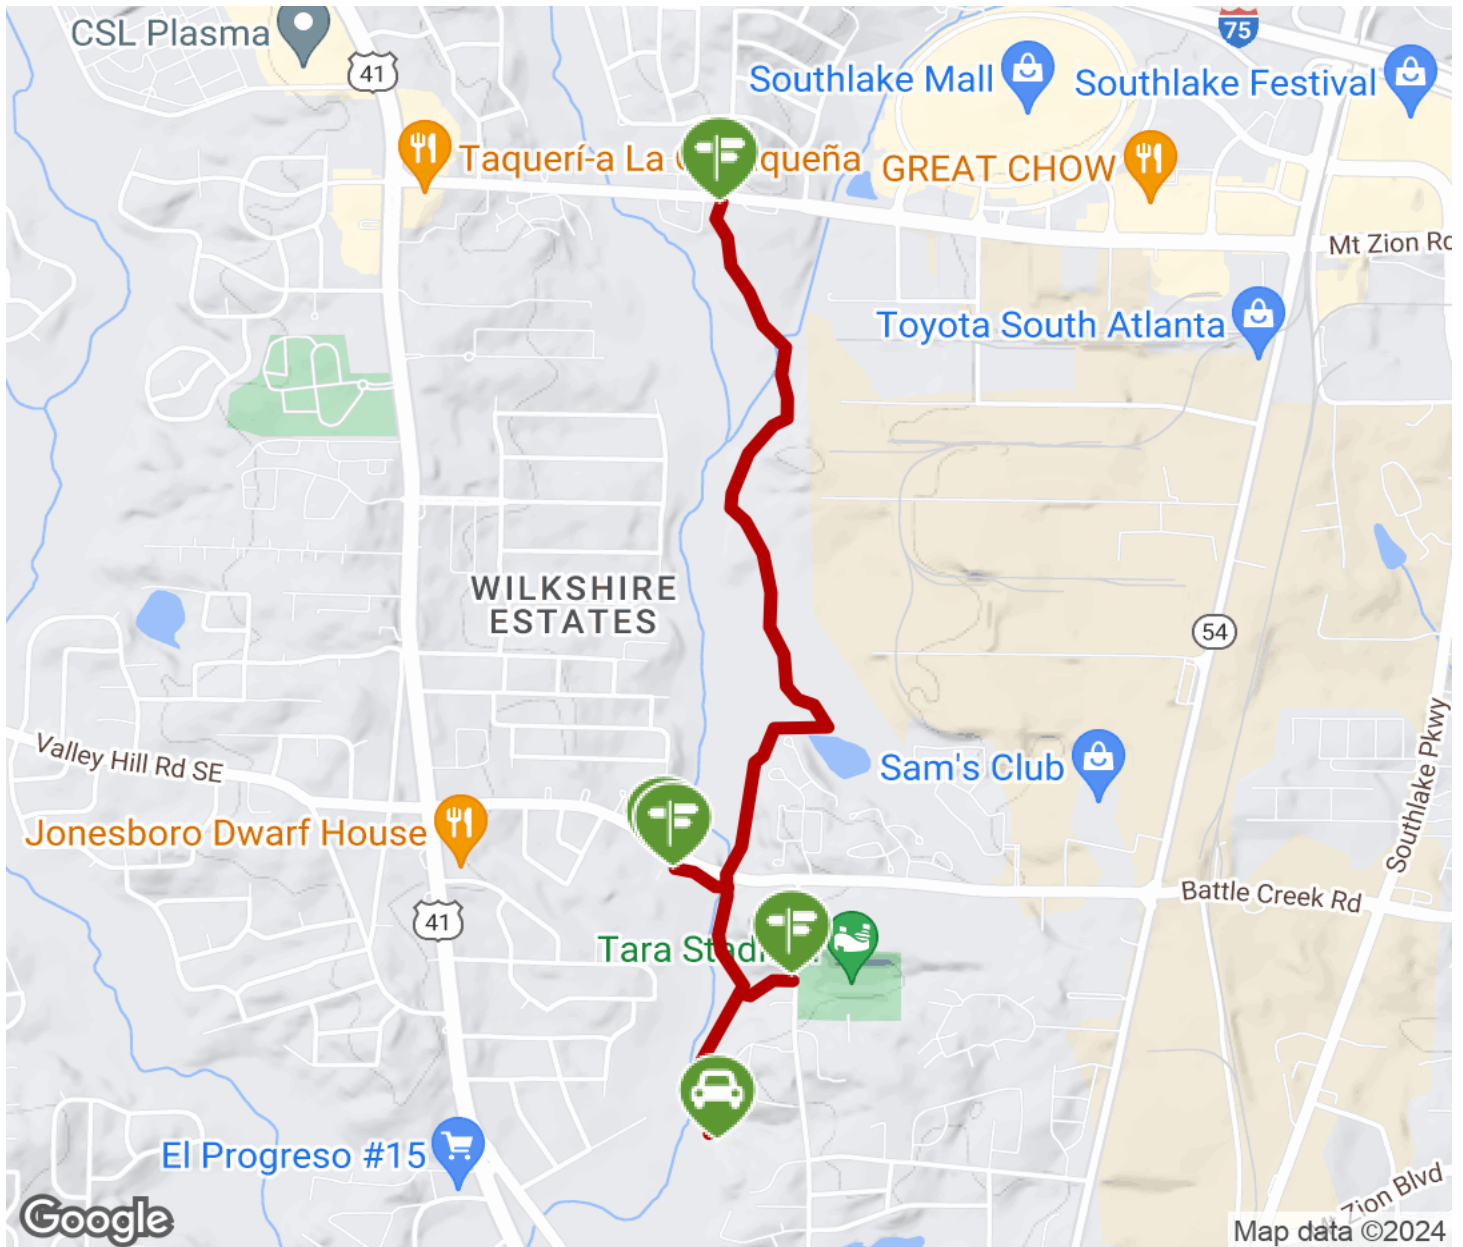 CSL Plasma
41
75
Southlake Mall
Southlake Festival
Taquerí-a La
queña
GREAT CHOW
Mt Zion Rd
Toyota South Atlanta
WILKSHIRE
ESTATES
54
Valley Hill Rd SE
Sam's Club
Southlake Pkwy
Jonesboro Dwarf House
Battle Creek Rd
41
Tara
El Progreso #15
Zion Blvd
Google
Map data ©2024